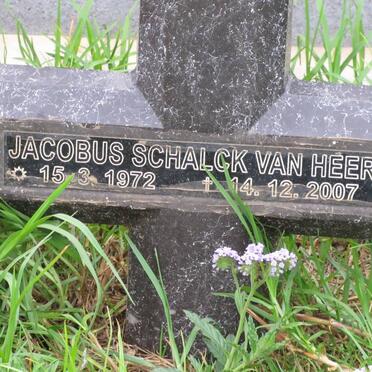 JACOBUS SCHALCK VAN HEER
15. 3. 1972 † 14. 12. 2007